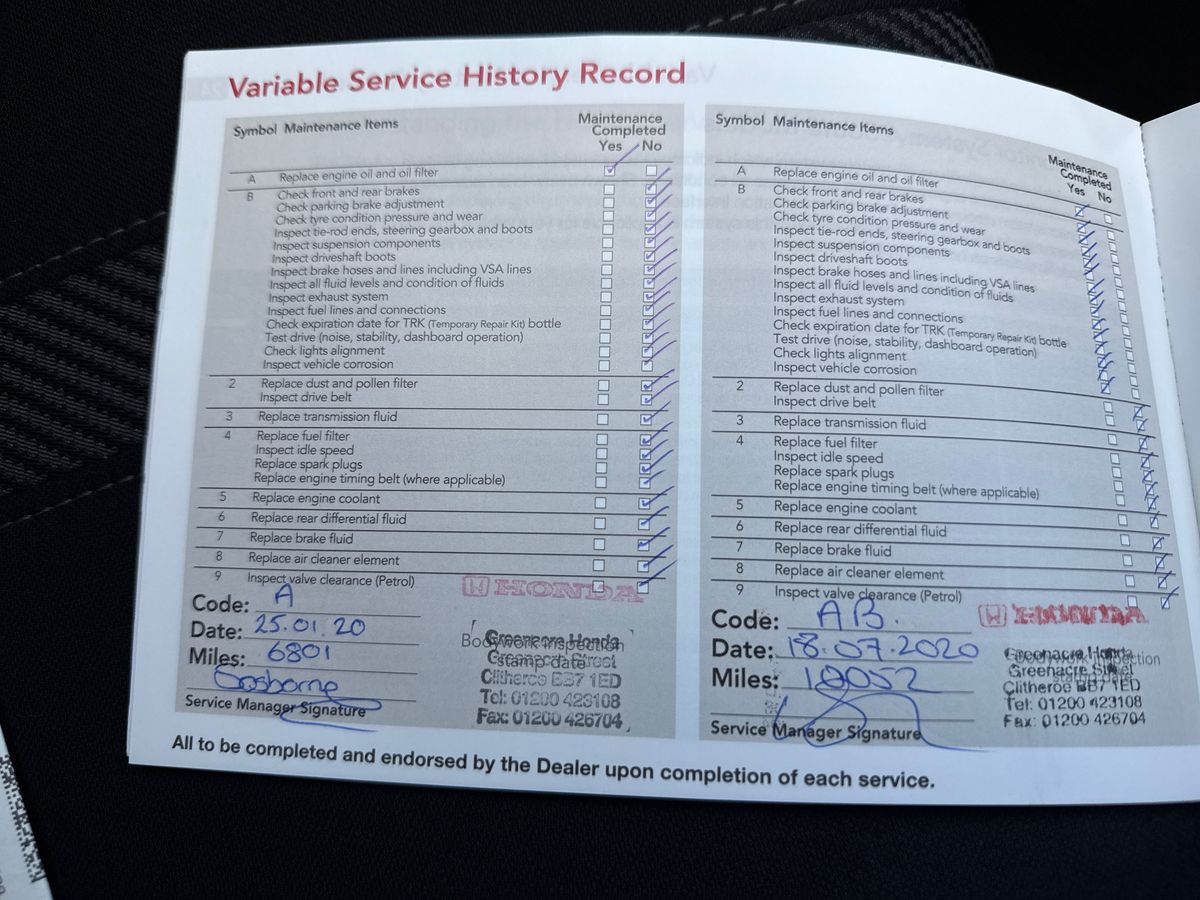 Variable Service History Record
Symbol Maintenance Items
Maintenance
Completed
Yes No
A Replace engine oil and oil filter
B Check front and rear brakes
Check parking brake adjustment
Check tyre condition pressure and wear
Inspect tie-rod ends, steering gearbox and boots
Inspect suspension components
Inspect driveshaft boots
Inspect brake hoses and lines including VSA lines
Inspect all fluid levels and condition of fluids
Inspect exhaust system
Inspect fuel lines and connections
Check expiration date for TRK (Temporary Repair Kit) bottle
Test drive (noise, stability, dashboard operation)
Check lights alignment
Inspect vehicle corrosion
2 Replace dust and pollen filter
Inspect drive belt
3 Replace transmission fluid
4 Replace fuel filter
Inspect idle speed
Replace spark plugs
Replace engine timing belt (where applicable)
5 Replace engine coolant
6 Replace rear differential fluid
7 Replace brake fluid
8 Replace air cleaner element
9 Inspect valve clearance (Petrol)
HONDA
Code: A
Date: 25.01.20
Miles: 6801
Service Manager Signature
Bodywork inspection
stamp date
Greenacre Honda
Greenacre Street
Clitheroe BB7 1ED
Tel: 01200 423108
Fax: 01200 426704
Symbol Maintenance Items
Maintenance
Completed
Yes No
A Replace engine oil and oil filter
B Check front and rear brakes
Check parking brake adjustment
Check tyre condition pressure and wear
Inspect tie-rod ends, steering gearbox and boots
Inspect suspension components
Inspect driveshaft boots
Inspect brake hoses and lines including VSA lines
Inspect all fluid levels and condition of fluids
Inspect exhaust system
Inspect fuel lines and connections
Check expiration date for TRK (Temporary Repair Kit) bottle
Test drive (noise, stability, dashboard operation)
Check lights alignment
Inspect vehicle corrosion
2 Replace dust and pollen filter
Inspect drive belt
3 Replace transmission fluid
4 Replace fuel filter
Inspect idle speed
Replace spark plugs
Replace engine timing belt (where applicable)
5 Replace engine coolant
6 Replace rear differential fluid
7 Replace brake fluid
8 Replace air cleaner element
9 Inspect valve clearance (Petrol)
HONDA
Code: AB.
Date: 18.07.2020
Miles:
Service Manager Signature
Bodywork inspection
Greenacre Honda
Greenacre Street
Clitheroe BB7 1ED
Tel: 01200 423108
Fax: 01200 426704
All to be completed and endorsed by the Dealer upon completion of each service.